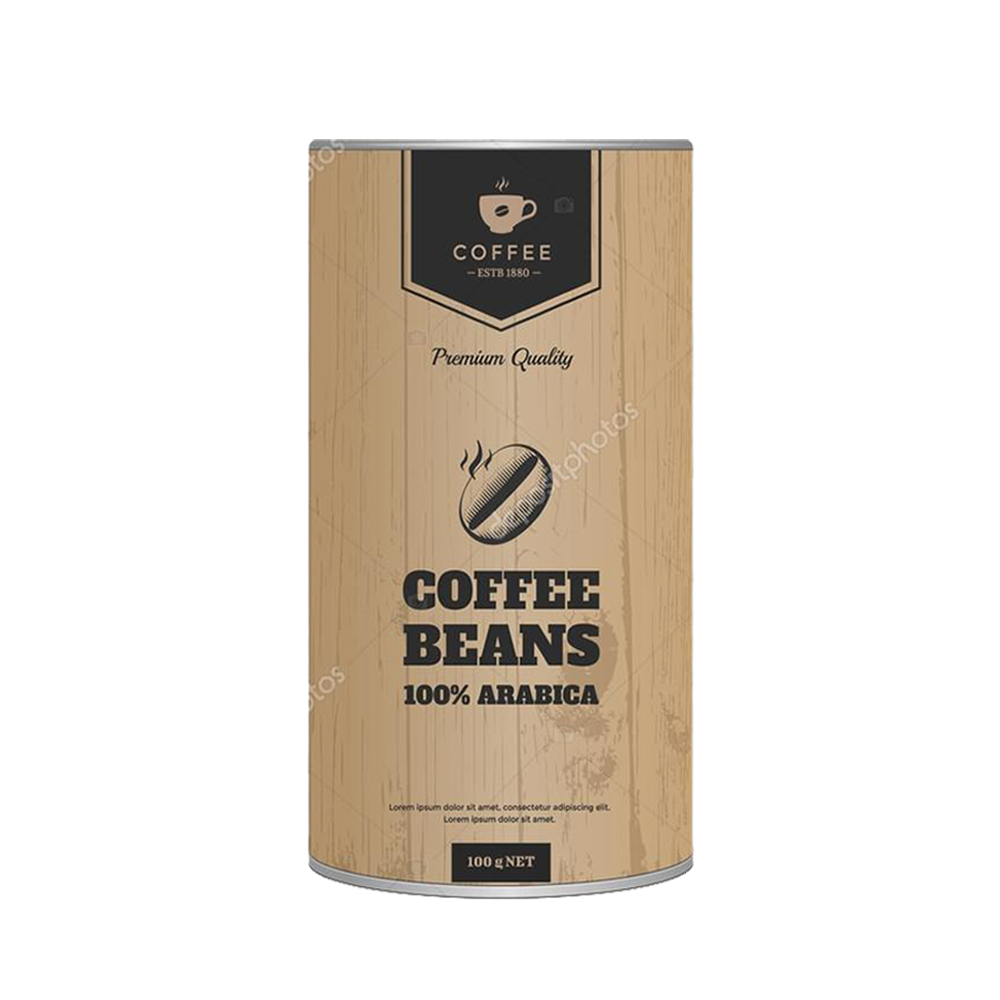 COFFEE
– ESTB 1880 –
Premium Quality
depositphotos
COFFEE
BEANS
100% ARABICA
Lorem ipsum dolor sit amet, consectetur adipiscing elit.
Lorem ipsum dolor sit amet.
100 g NET